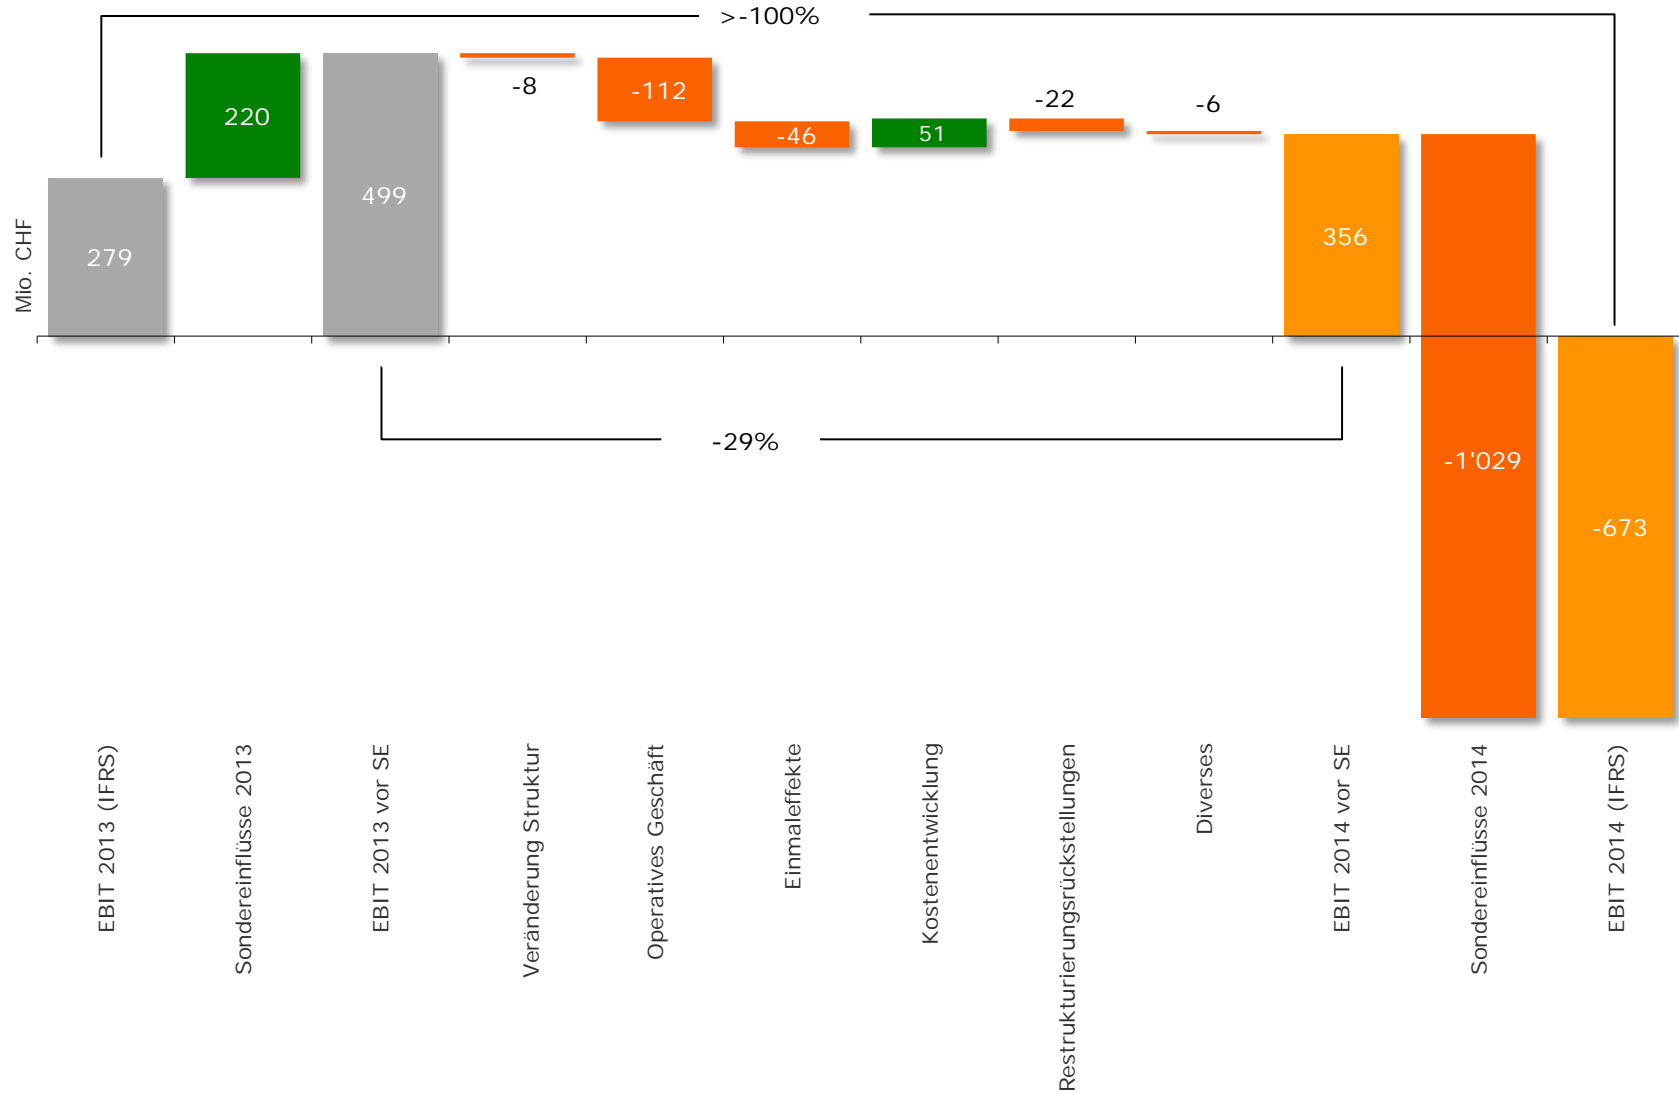 >-100%
-8
-22
-6
220
-112
-46
51
499
279
356
Mio. CHF
-29%
-1'029
-673
EBIT 2013 (IFRS)
Sondereinflüsse 2013
EBIT 2013 vor SE
Veränderung Struktur
Operatives Geschäft
Einmaleffekte
Kostenentwicklung
Restrukturierungsrückstellungen
Diverses
EBIT 2014 vor SE
Sondereinflüsse 2014
EBIT 2014 (IFRS)